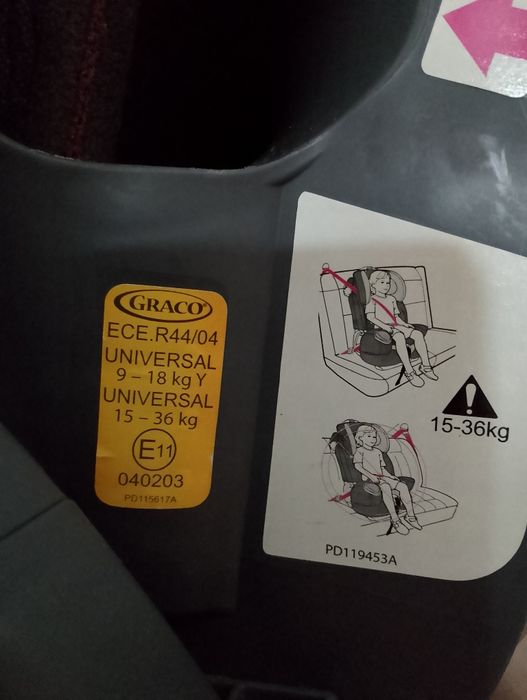 GRACO
ECE.R44/04
UNIVERSAL
9 – 18 kg Y
UNIVERSAL
15 – 36 kg
E11
040203
PD115617A
15-36kg
PD119453A